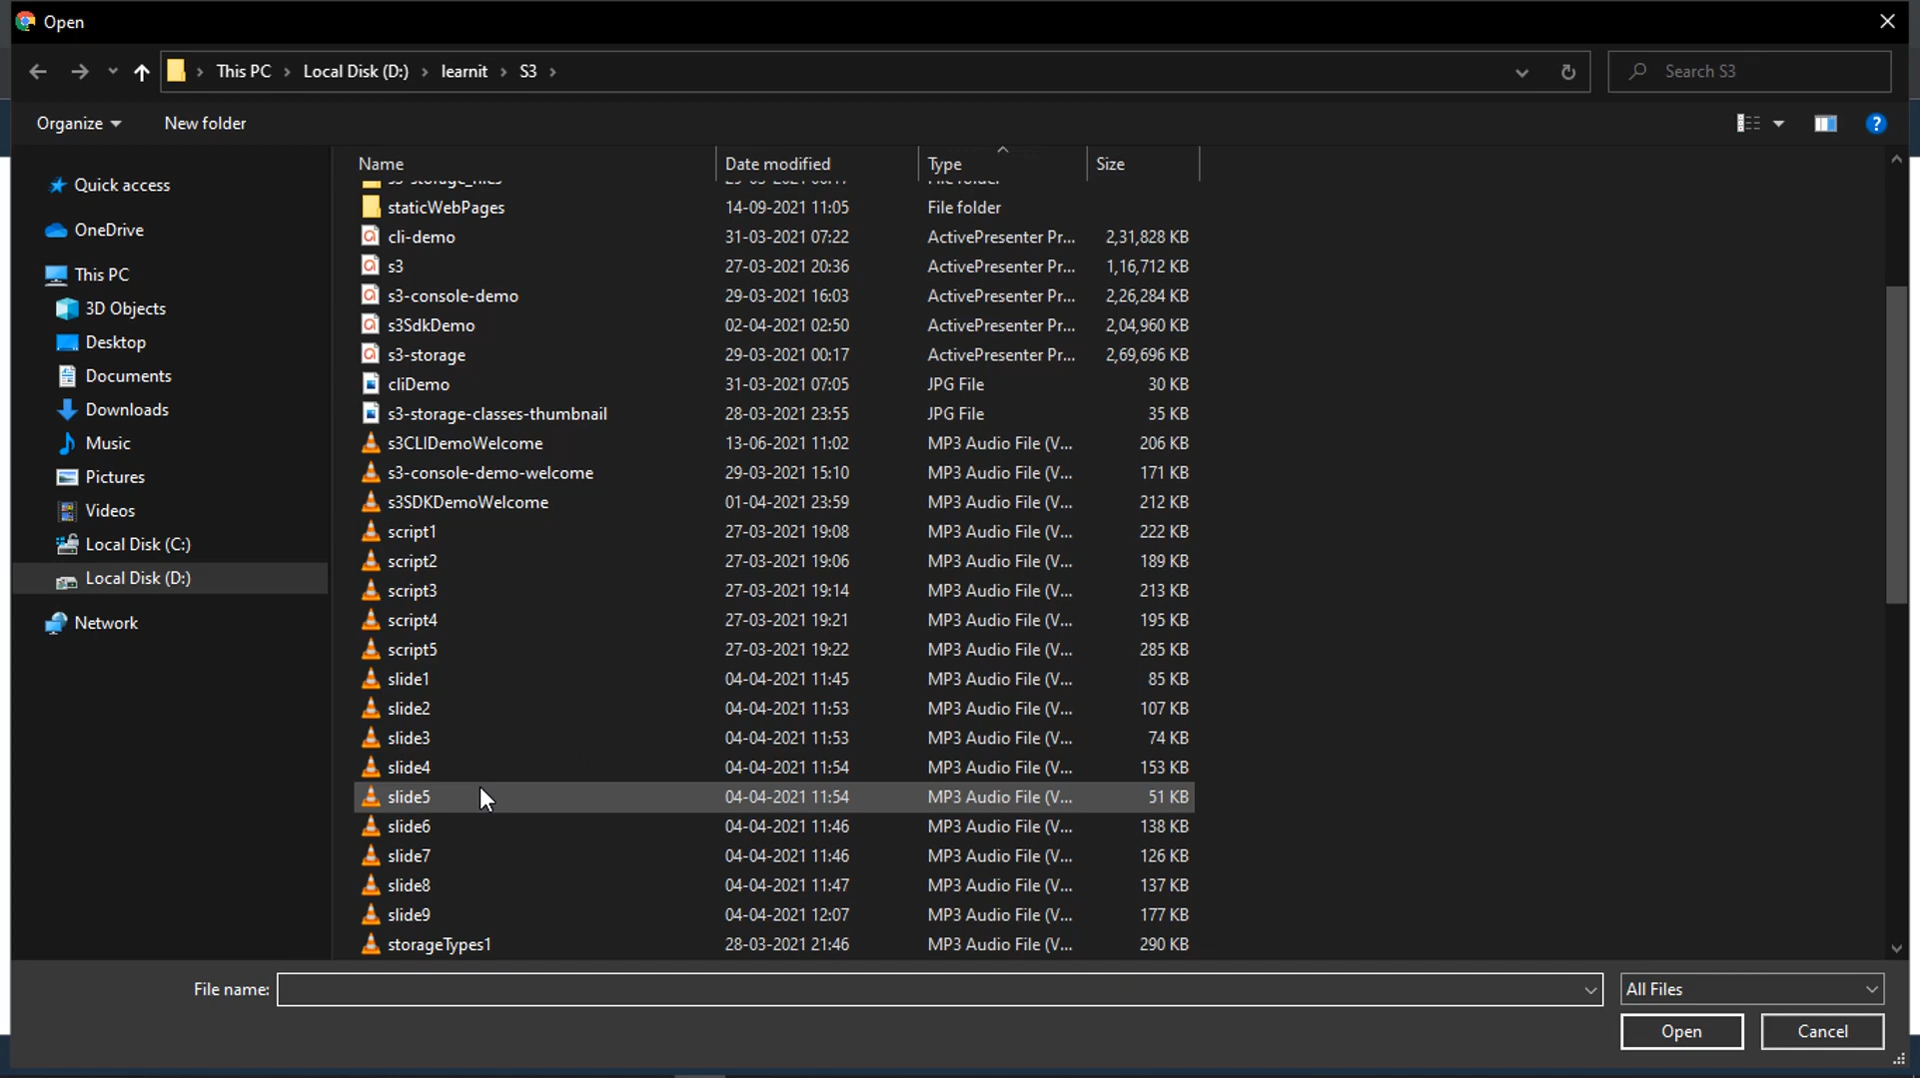 Open
This PC > Local Disk (D:) > learnit > S3 >
Search S3
Organize
New folder
?
Quick access
OneDrive
This PC
3D Objects
Desktop
Documents
Downloads
Music
Pictures
Videos
Local Disk (C:)
Local Disk (D:)
Network
Name Date modified Type Size
staticWebPages 14-09-2021 11:05 File folder
cli-demo 31-03-2021 07:22 ActivePresenter Pr... 2,31,828 KB
s3 27-03-2021 20:36 ActivePresenter Pr... 1,16,712 KB
s3-console-demo 29-03-2021 16:03 ActivePresenter Pr... 2,26,284 KB
s3SdkDemo 02-04-2021 02:50 ActivePresenter Pr... 2,04,960 KB
s3-storage 29-03-2021 00:17 ActivePresenter Pr... 2,69,696 KB
cliDemo 31-03-2021 07:05 JPG File 30 KB
s3-storage-classes-thumbnail 28-03-2021 23:55 JPG File 35 KB
s3CLIDemoWelcome 13-06-2021 11:02 MP3 Audio File (V... 206 KB
s3-console-demo-welcome 29-03-2021 15:10 MP3 Audio File (V... 171 KB
s3SDKDemoWelcome 01-04-2021 23:59 MP3 Audio File (V... 212 KB
script1 27-03-2021 19:08 MP3 Audio File (V... 222 KB
script2 27-03-2021 19:06 MP3 Audio File (V... 189 KB
script3 27-03-2021 19:14 MP3 Audio File (V... 213 KB
script4 27-03-2021 19:21 MP3 Audio File (V... 195 KB
script5 27-03-2021 19:22 MP3 Audio File (V... 285 KB
slide1 04-04-2021 11:45 MP3 Audio File (V... 85 KB
slide2 04-04-2021 11:53 MP3 Audio File (V... 107 KB
slide3 04-04-2021 11:53 MP3 Audio File (V... 74 KB
slide4 04-04-2021 11:54 MP3 Audio File (V... 153 KB
slide5 04-04-2021 11:54 MP3 Audio File (V... 51 KB
slide6 04-04-2021 11:46 MP3 Audio File (V... 138 KB
slide7 04-04-2021 11:46 MP3 Audio File (V... 126 KB
slide8 04-04-2021 11:47 MP3 Audio File (V... 137 KB
slide9 04-04-2021 12:07 MP3 Audio File (V... 177 KB
storageTypes1 28-03-2021 21:46 MP3 Audio File (V... 290 KB
File name:
All Files
Open
Cancel